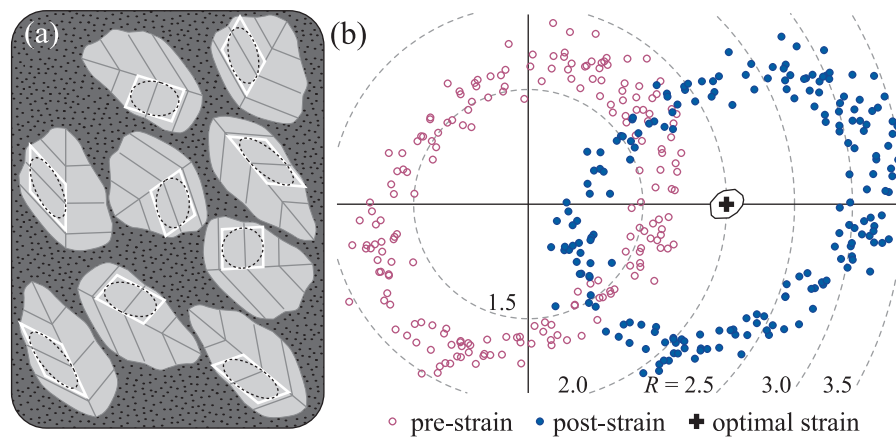 (a)
(b)
1.5
2.0
R = 2.5
3.0
3.5
pre-strain
post-strain
optimal strain